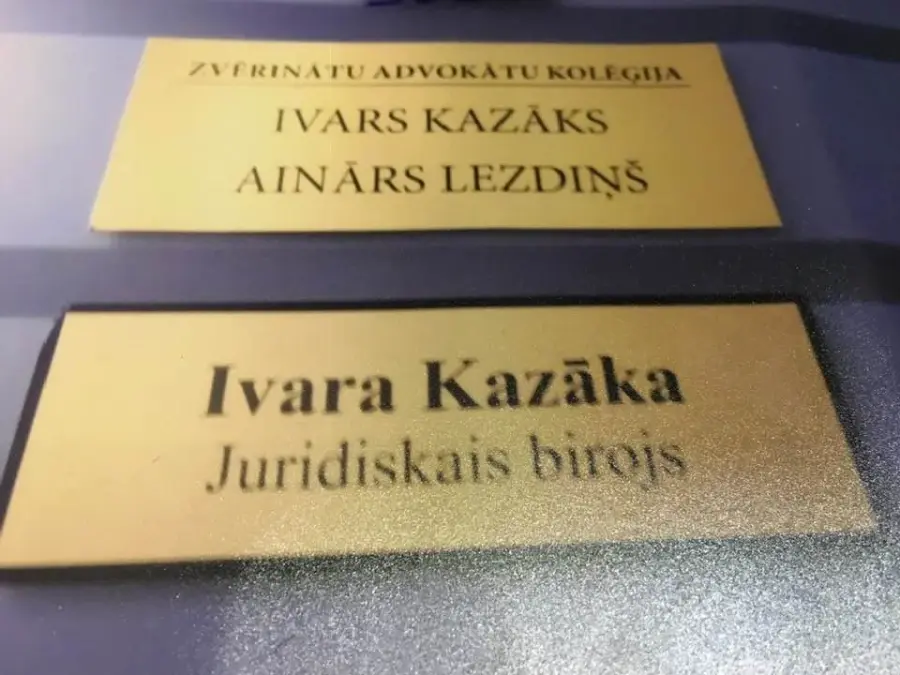 ZVĒRINĀTU ADVOKĀTU KOLĒĢIJA
IVARS KAZĀKS
AINĀRS LEZDIŅŠ
Ivara Kazāka
Juridiskais birojs